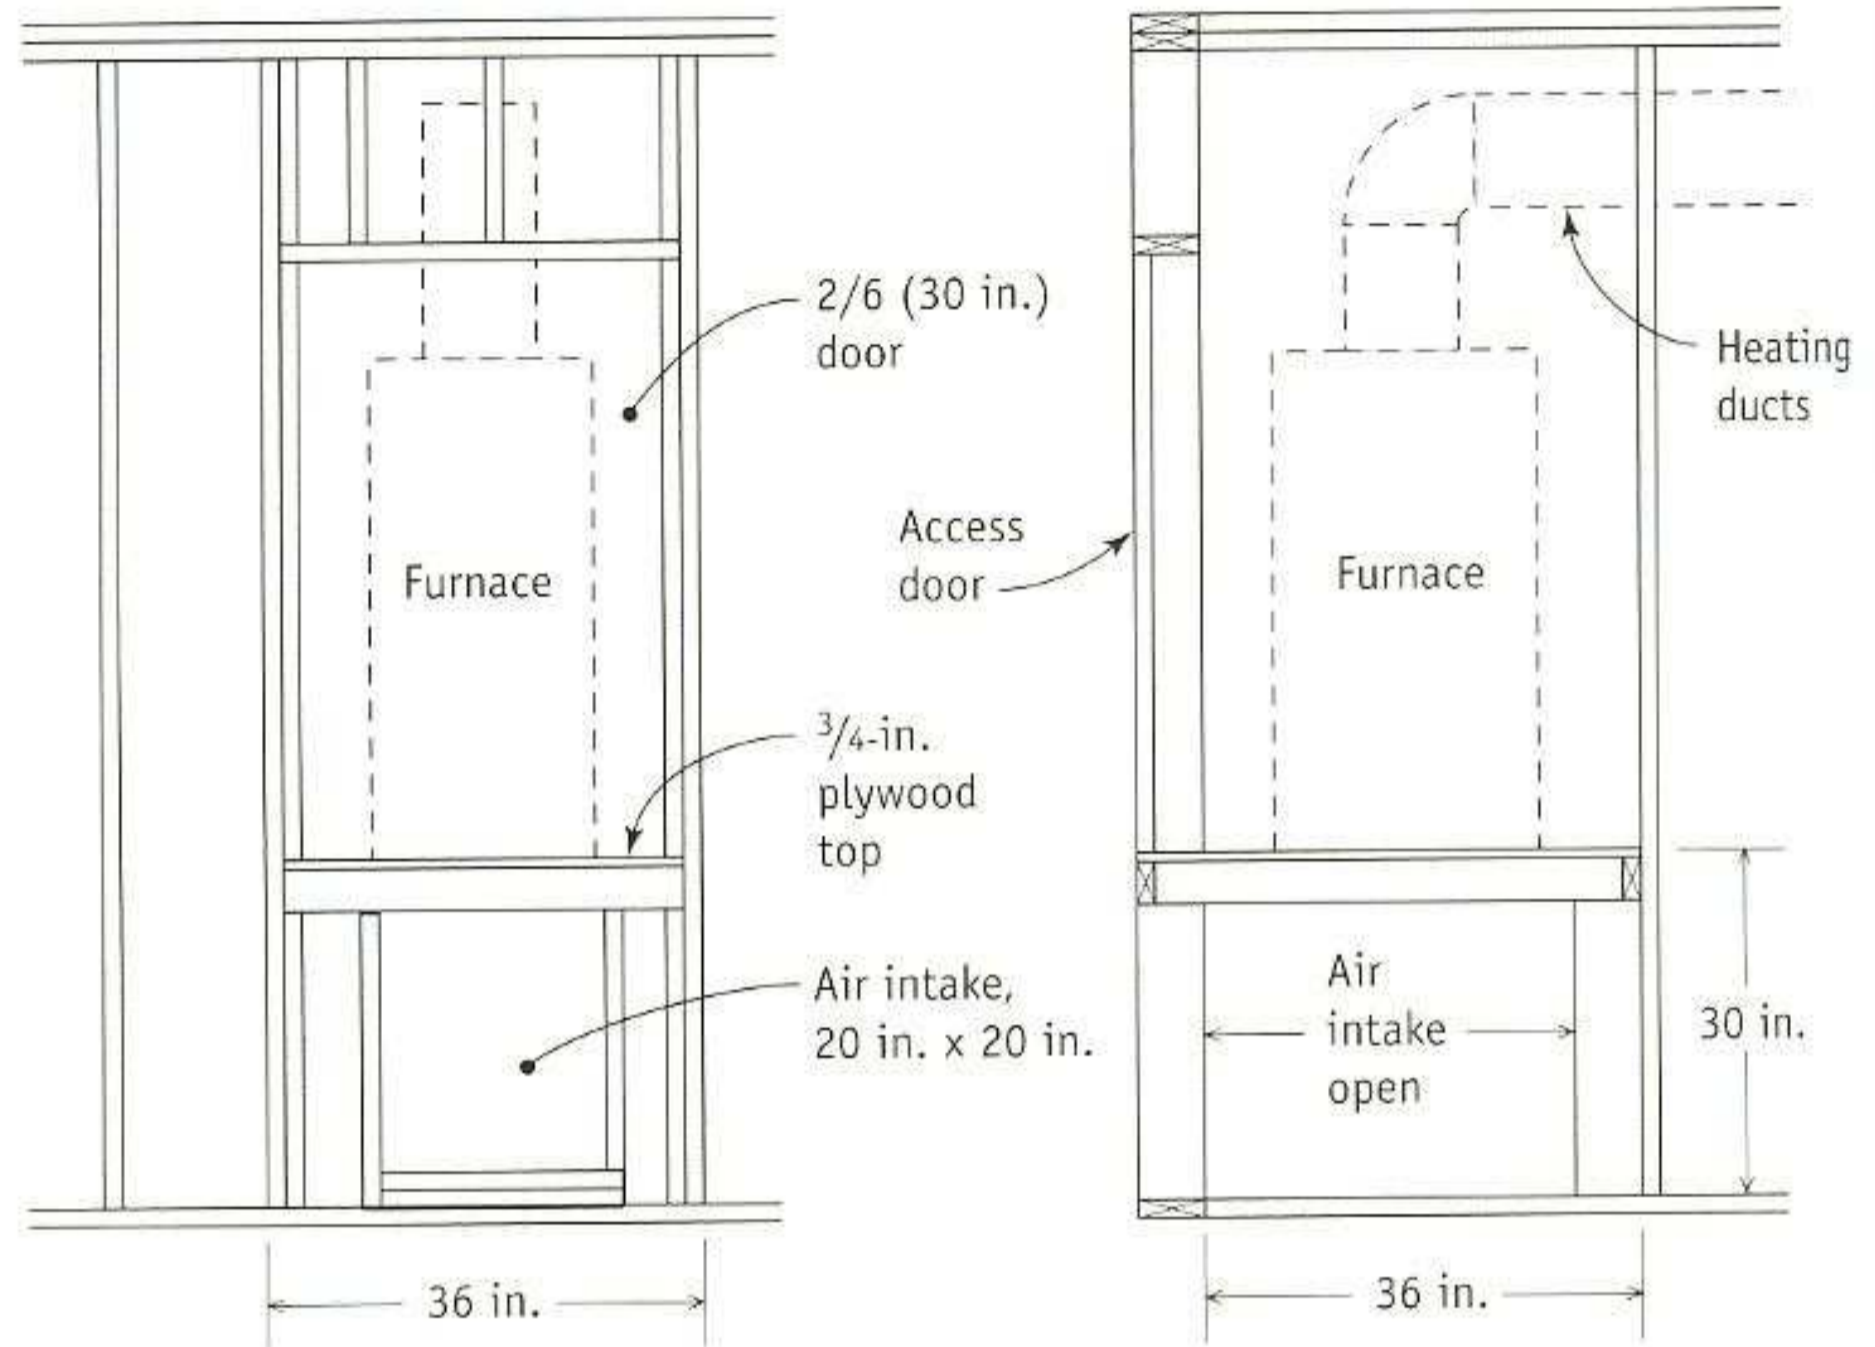 2/6 (30 in.)
door
Furnace
3/4-in.
plywood
top
Air intake,
20 in. x 20 in.
36 in.
Heating
ducts
Access
door
Furnace
Air
intake
open
30 in.
36 in.